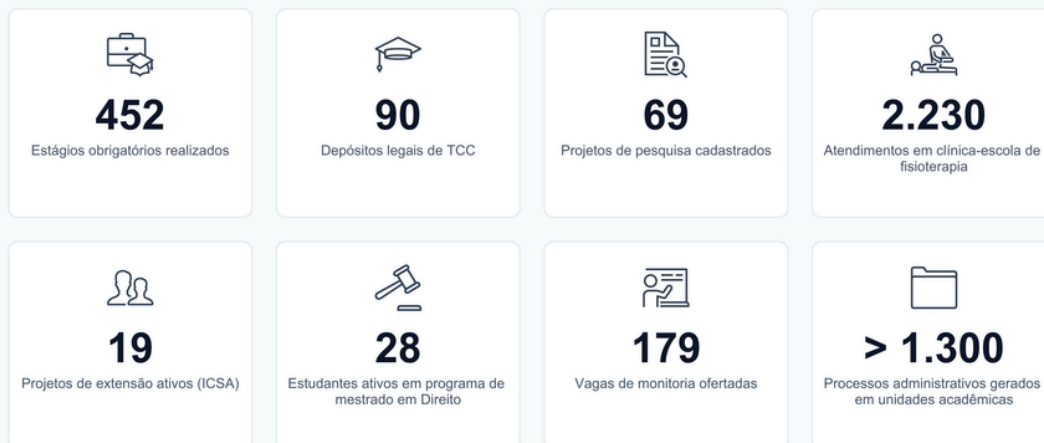 452
Estágios obrigatórios realizados
90
Depósitos legais de TCC
69
Projetos de pesquisa cadastrados
2.230
Atendimentos em clínica-escola de
fisioterapia
19
Projetos de extensão ativos (ICSA)
28
Estudantes ativos em programa de
mestrado em Direito
179
Vagas de monitoria ofertadas
> 1.300
Processos administrativos gerados
em unidades acadêmicas